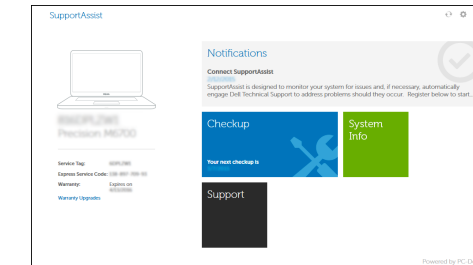 SupportAssist
Notifications
Connect SupportAssist
SupportAssist is designed to monitor your system for issues and, if necessary, automatically
engage Dell Technical Support to address problems should they occur. Register below to start...
Precision M6700
Checkup
Your next checkup is
System
Info
Service Tag:
Express Service Code:
Warranty: Expires on
Warranty Upgrades
Support
Powered by PC-D